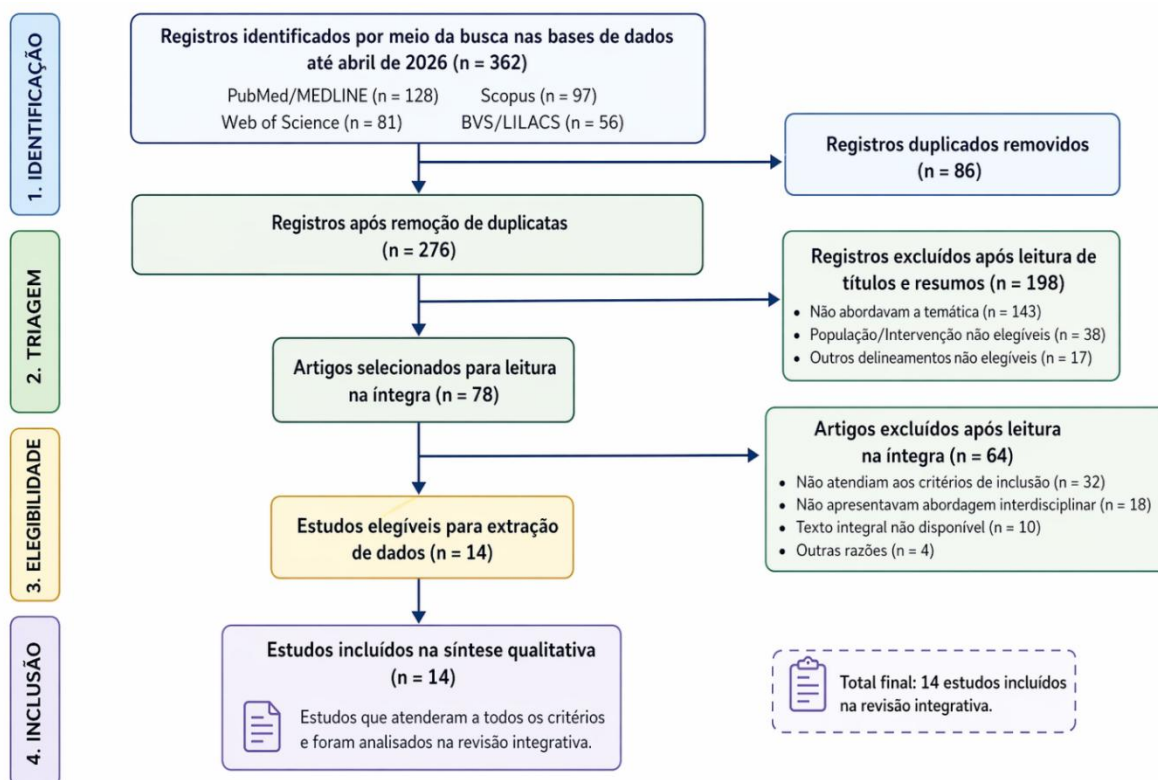 1. IDENTIFICAÇÃO
Registros identificados por meio da busca nas bases de dados
até abril de 2026 (n = 362)
PubMed/MEDLINE (n = 128) Scopus (n = 97)
Web of Science (n = 81) BVS/LILACS (n = 56)
Registros duplicados removidos
(n = 86)
Registros após remoção de duplicatas
(n = 276)
2. TRIAGEM
Registros excluídos após leitura de
títulos e resumos (n = 198)
• Não abordavam a temática (n = 143)
• População/Intervenção não elegíveis (n = 38)
• Outros delineamentos não elegíveis (n = 17)
Artigos selecionados para leitura
na íntegra (n = 78)
3. ELEGIBILIDADE
Artigos excluídos após leitura
na íntegra (n = 64)
• Não atendiam aos critérios de inclusão (n = 32)
• Não apresentavam abordagem interdisciplinar (n = 18)
• Texto integral não disponível (n = 10)
• Outras razões (n = 4)
Estudos elegíveis para extração
de dados (n = 14)
4. INCLUSÃO
Estudos incluídos na síntese qualitativa
(n = 14)
Estudos que atenderam a todos os critérios
e foram analisados na revisão integrativa.
Total final: 14 estudos incluídos
na revisão integrativa.